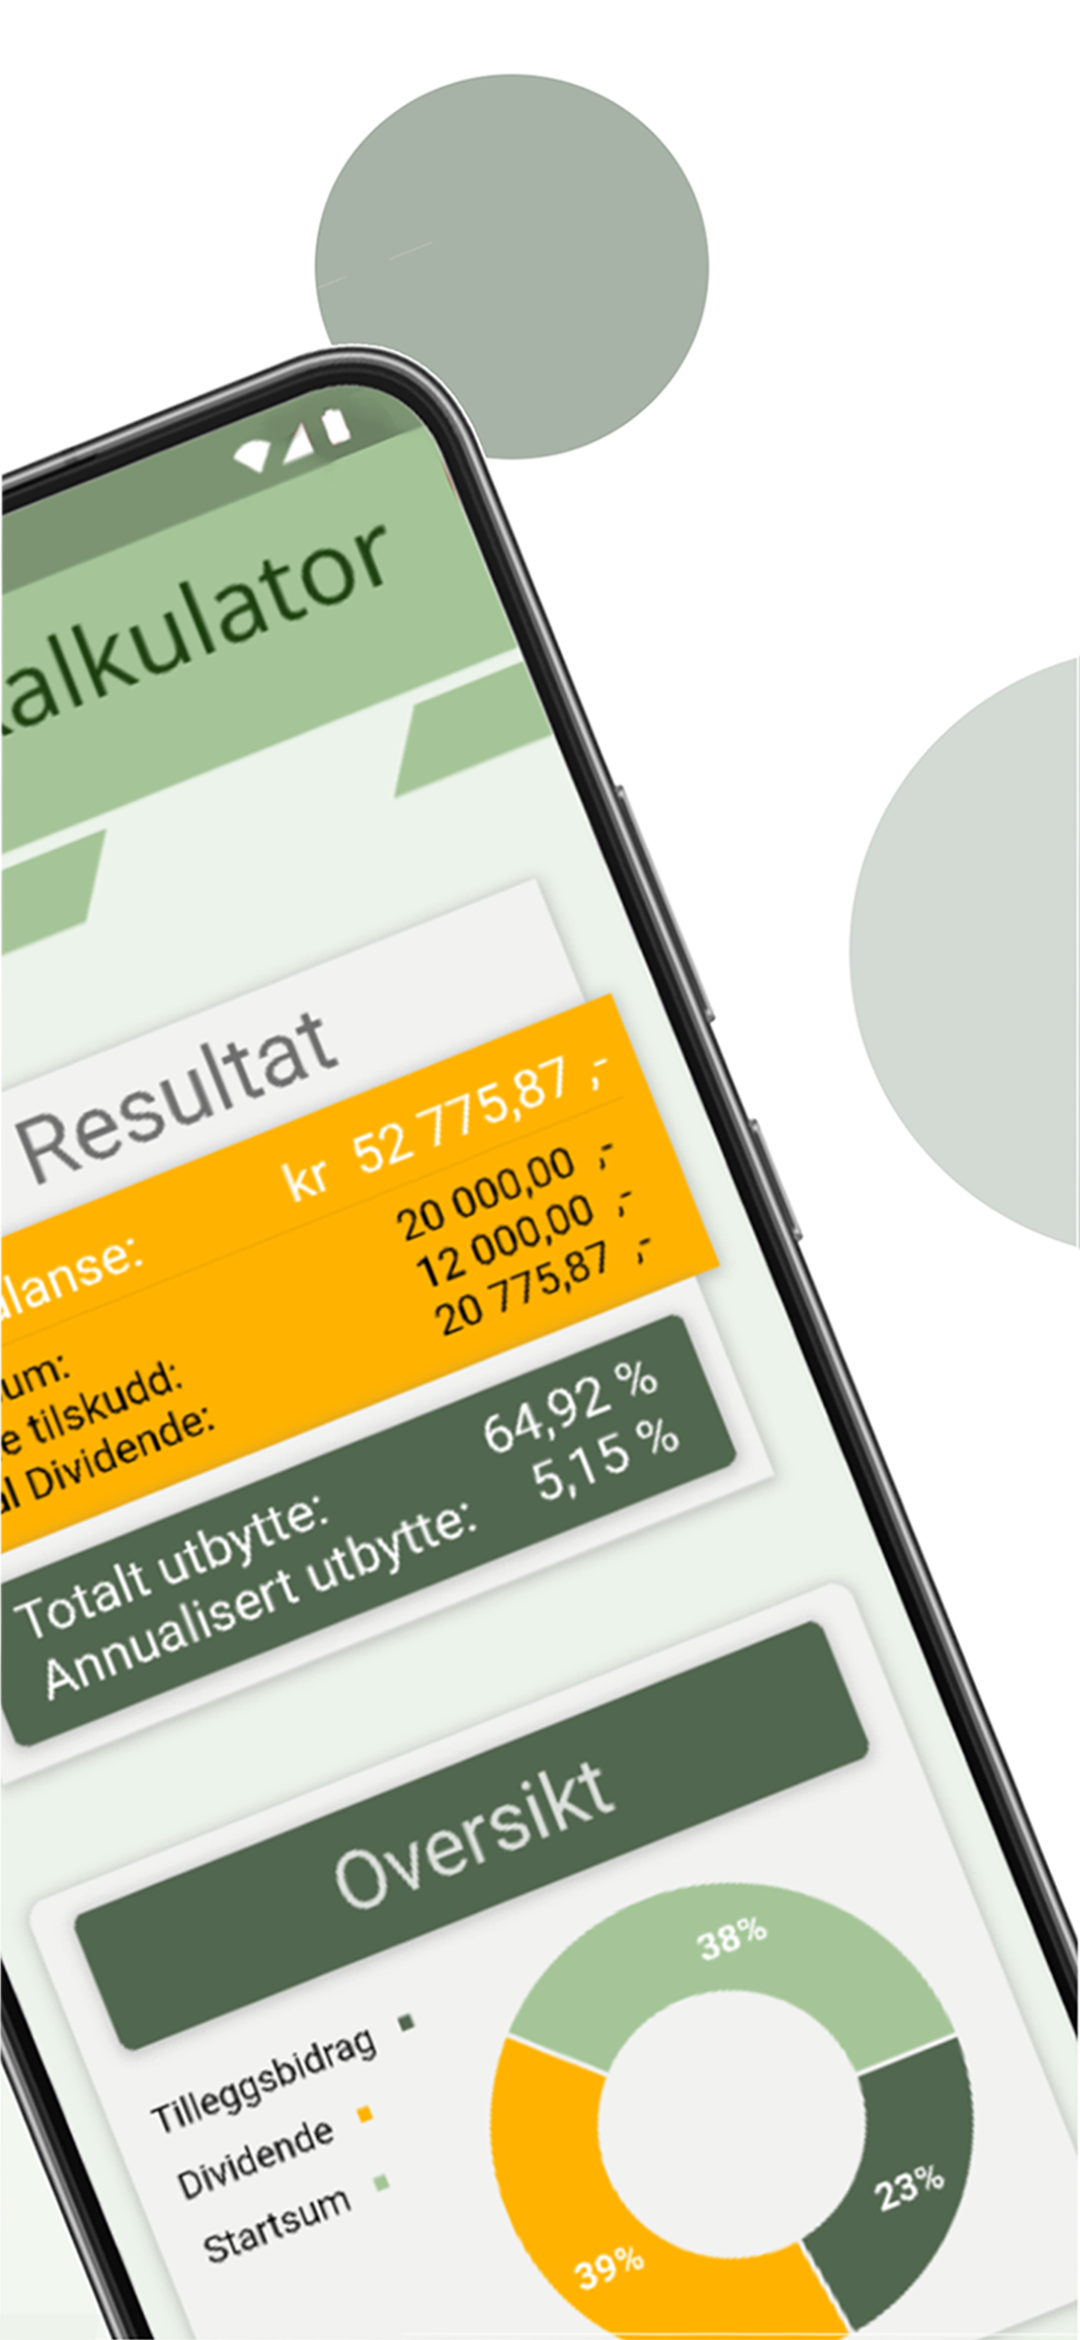 alkulator
Resultat
alanse: kr 52 775,87 ,-
um: 20 000,00 ,-
e tilskudd: 12 000,00 ,-
al Dividende: 20 775,87 ,-
Totalt utbytte: 64,92 %
Annualisert utbytte: 5,15 %
Oversikt
Tilleggsbidrag
Dividende
Startsum
38%
23%
39%